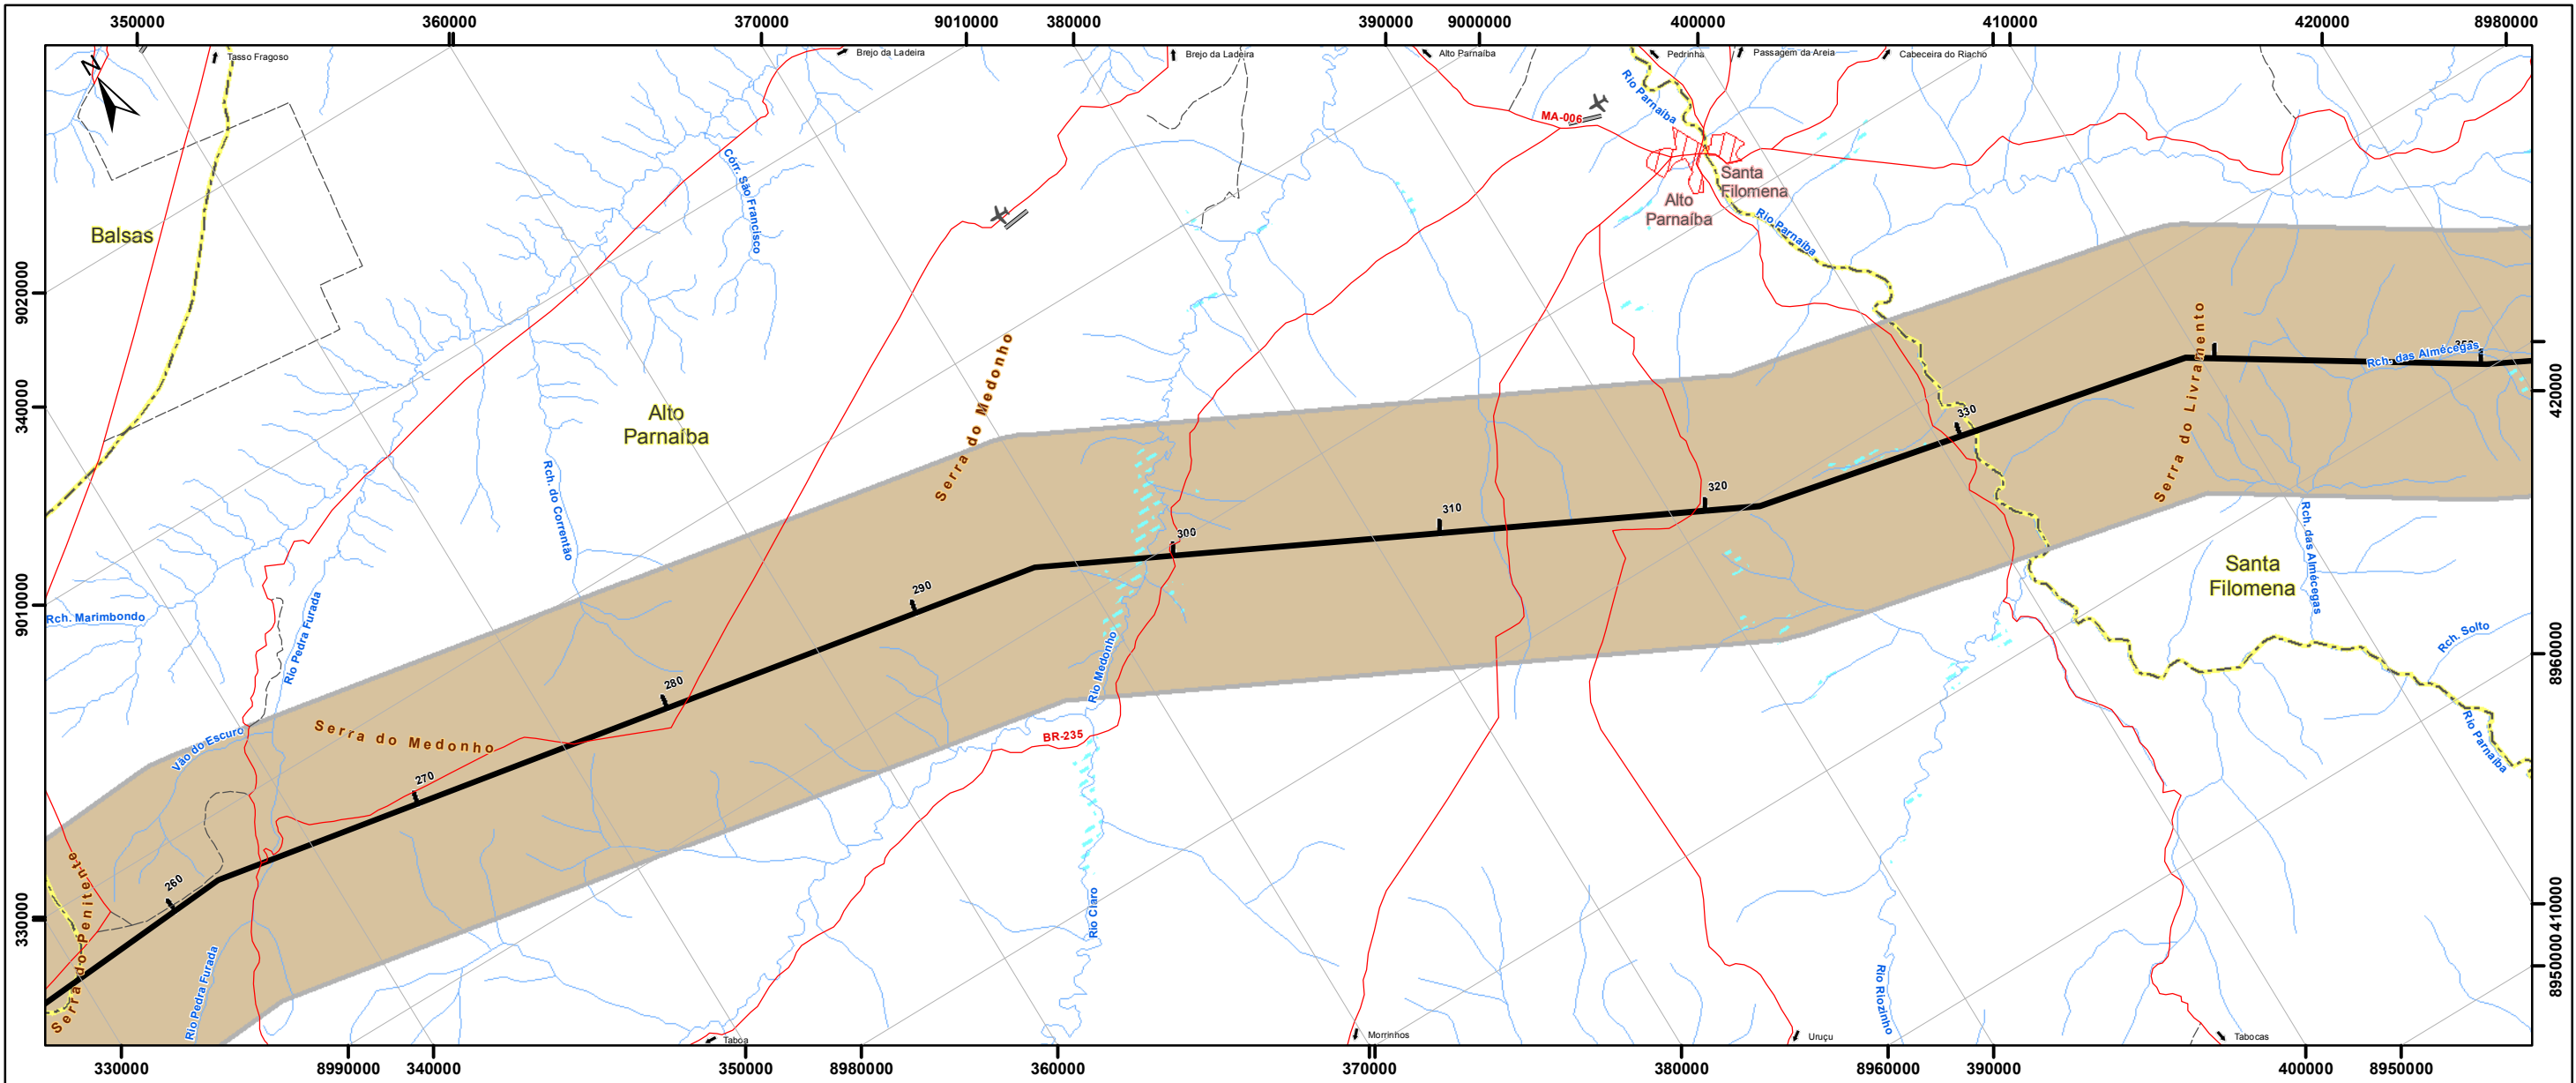 350000
360000
370000
9010000
380000
390000
9000000
400000
410000
420000
8980000
N
Tasso Fragoso
Brejo da Ladeira
Brejo da Ladeira
Alto Parnaíba
Pedrinha
Passagem da Areia
Cabeceira do Riacho
Rio Parnaíba
MA-006
Córr. São Francisco
Santa
Filomena
Alto
Parnaíba
Rio Parnaíba
Balsas
9020000
340000
9010000
330000
Alto
Parnaíba
Serra do Medonho
Serra do Livramento
350
Rch. das Almécegas
420000
330
Rch. do Correntão
320
310
300
290
280
270
260
Rch. Marimbondo
Rio Pedra Furada
Vão do Escuro
Serra do Medonho
Rio Medonho
BR-235
Santa
Filomena
Rch. das Almécegas
Rch. Solto
Rio Parnaíba
8960000
410000
8950000
Serra do Penitente
Rio Pedra Furada
Rio Claro
Rio Riozinho
Taboa
Morrinhos
Uruçu
Tabocas
330000
8990000
340000
350000
8980000
360000
370000
380000
8960000
390000
400000
8950000